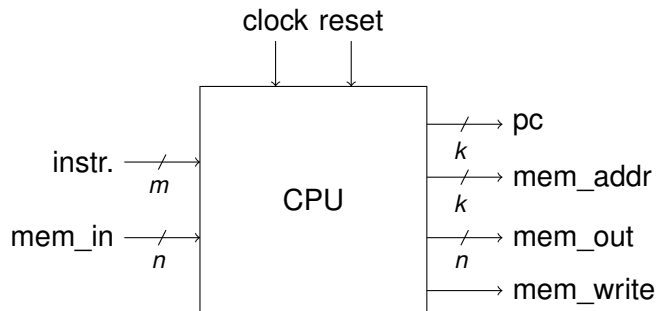 clock reset
instr.
m
mem_in
n
CPU
pc
k
mem_addr
k
mem_out
n
mem_write